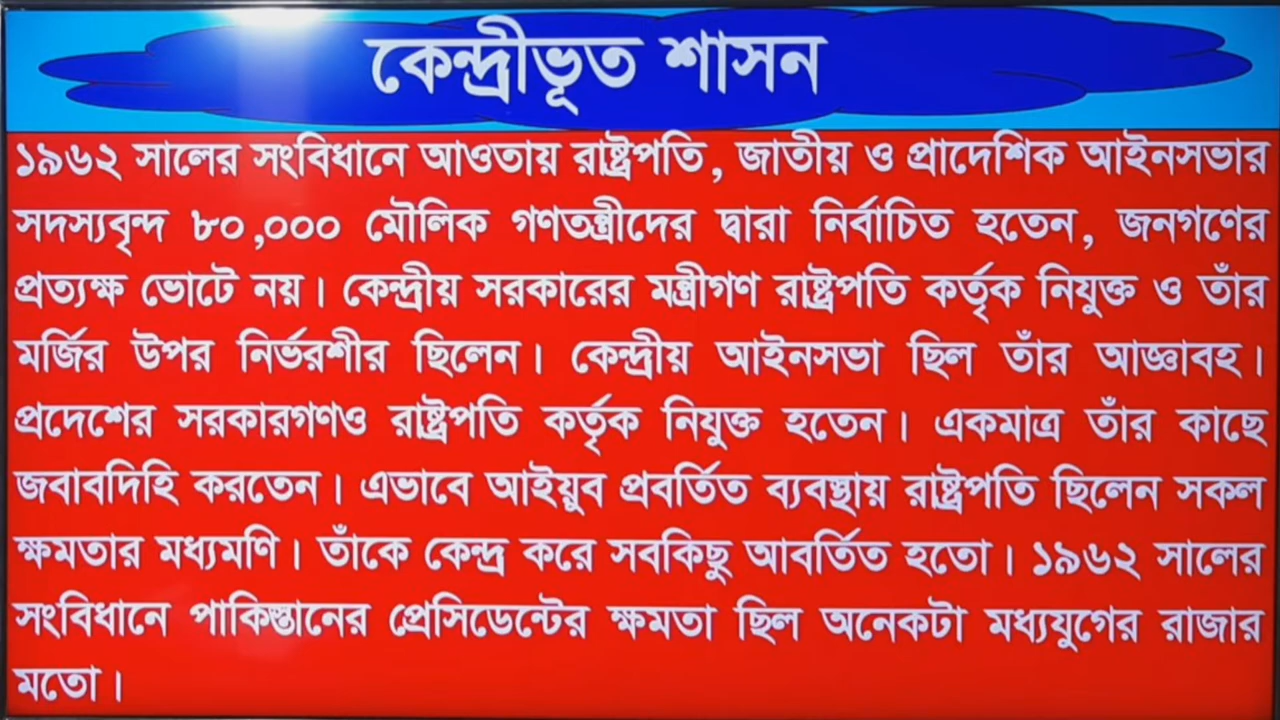 কেন্দ্রীভূত শাসন
১৯৬২ সালের সংবিধানে আওতায় রাষ্ট্রপতি, জাতীয় ও প্রাদেশিক আইনসভার
সদস্যবৃন্দ ৮০,০০০ মৌলিক গণতন্ত্রীদের দ্বারা নির্বাচিত হতেন, জনগণের
প্রত্যক্ষ ভোটে নয়। কেন্দ্রীয় সরকারের মন্ত্রীগণ রাষ্ট্রপতি কর্তৃক নিযুক্ত ও তাঁর
মর্জির উপর নির্ভরশীর ছিলেন। কেন্দ্রীয় আইনসভা ছিল তাঁর আজ্ঞাবহ।
প্রদেশের সরকারগণও রাষ্ট্রপতি কর্তৃক নিযুক্ত হতেন। একমাত্র তাঁর কাছে
জবাবদিহি করতেন। এভাবে আইয়ুব প্রবর্তিত ব্যবস্থায় রাষ্ট্রপতি ছিলেন সকল
ক্ষমতার মধ্যমণি। তাঁকে কেন্দ্র করে সবকিছু আবর্তিত হতো। ১৯৬২ সালের
সংবিধানে পাকিস্তানের প্রেসিডেন্টের ক্ষমতা ছিল অনেকটা মধ্যযুগের রাজার
মতো।